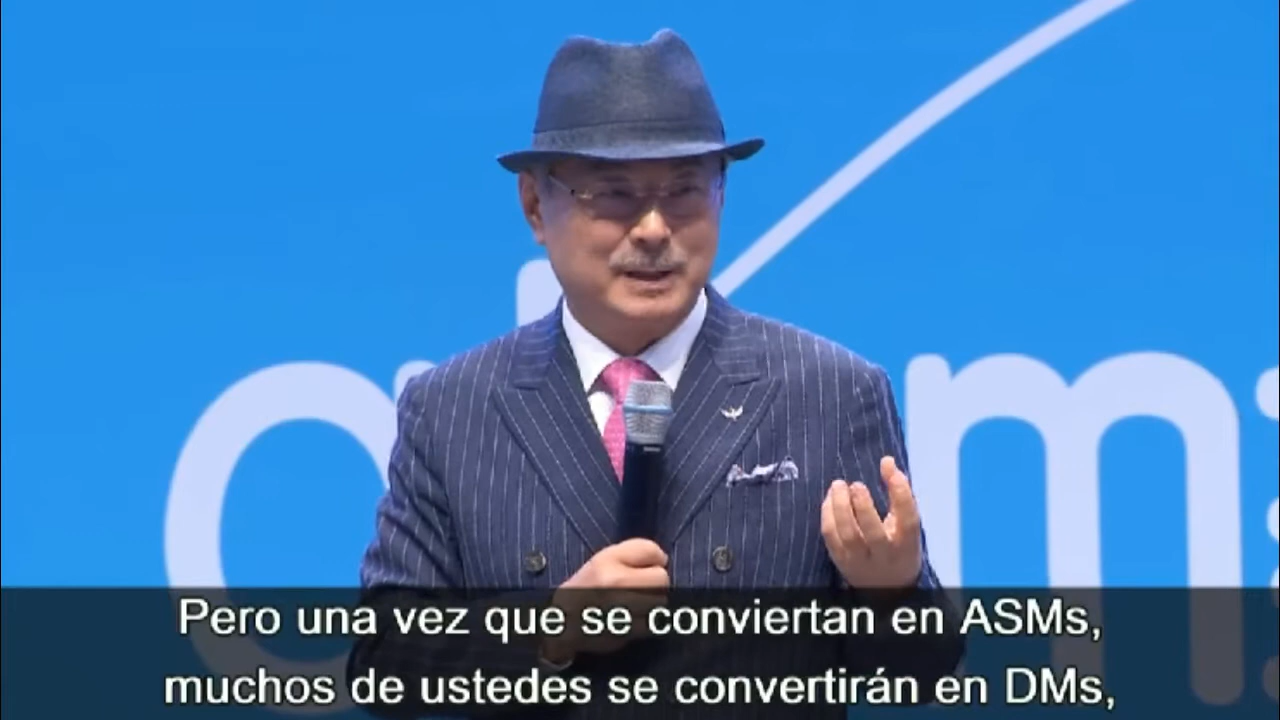 Pero una vez que se conviertan en ASMs,
muchos de ustedes se convertirán en DMs,